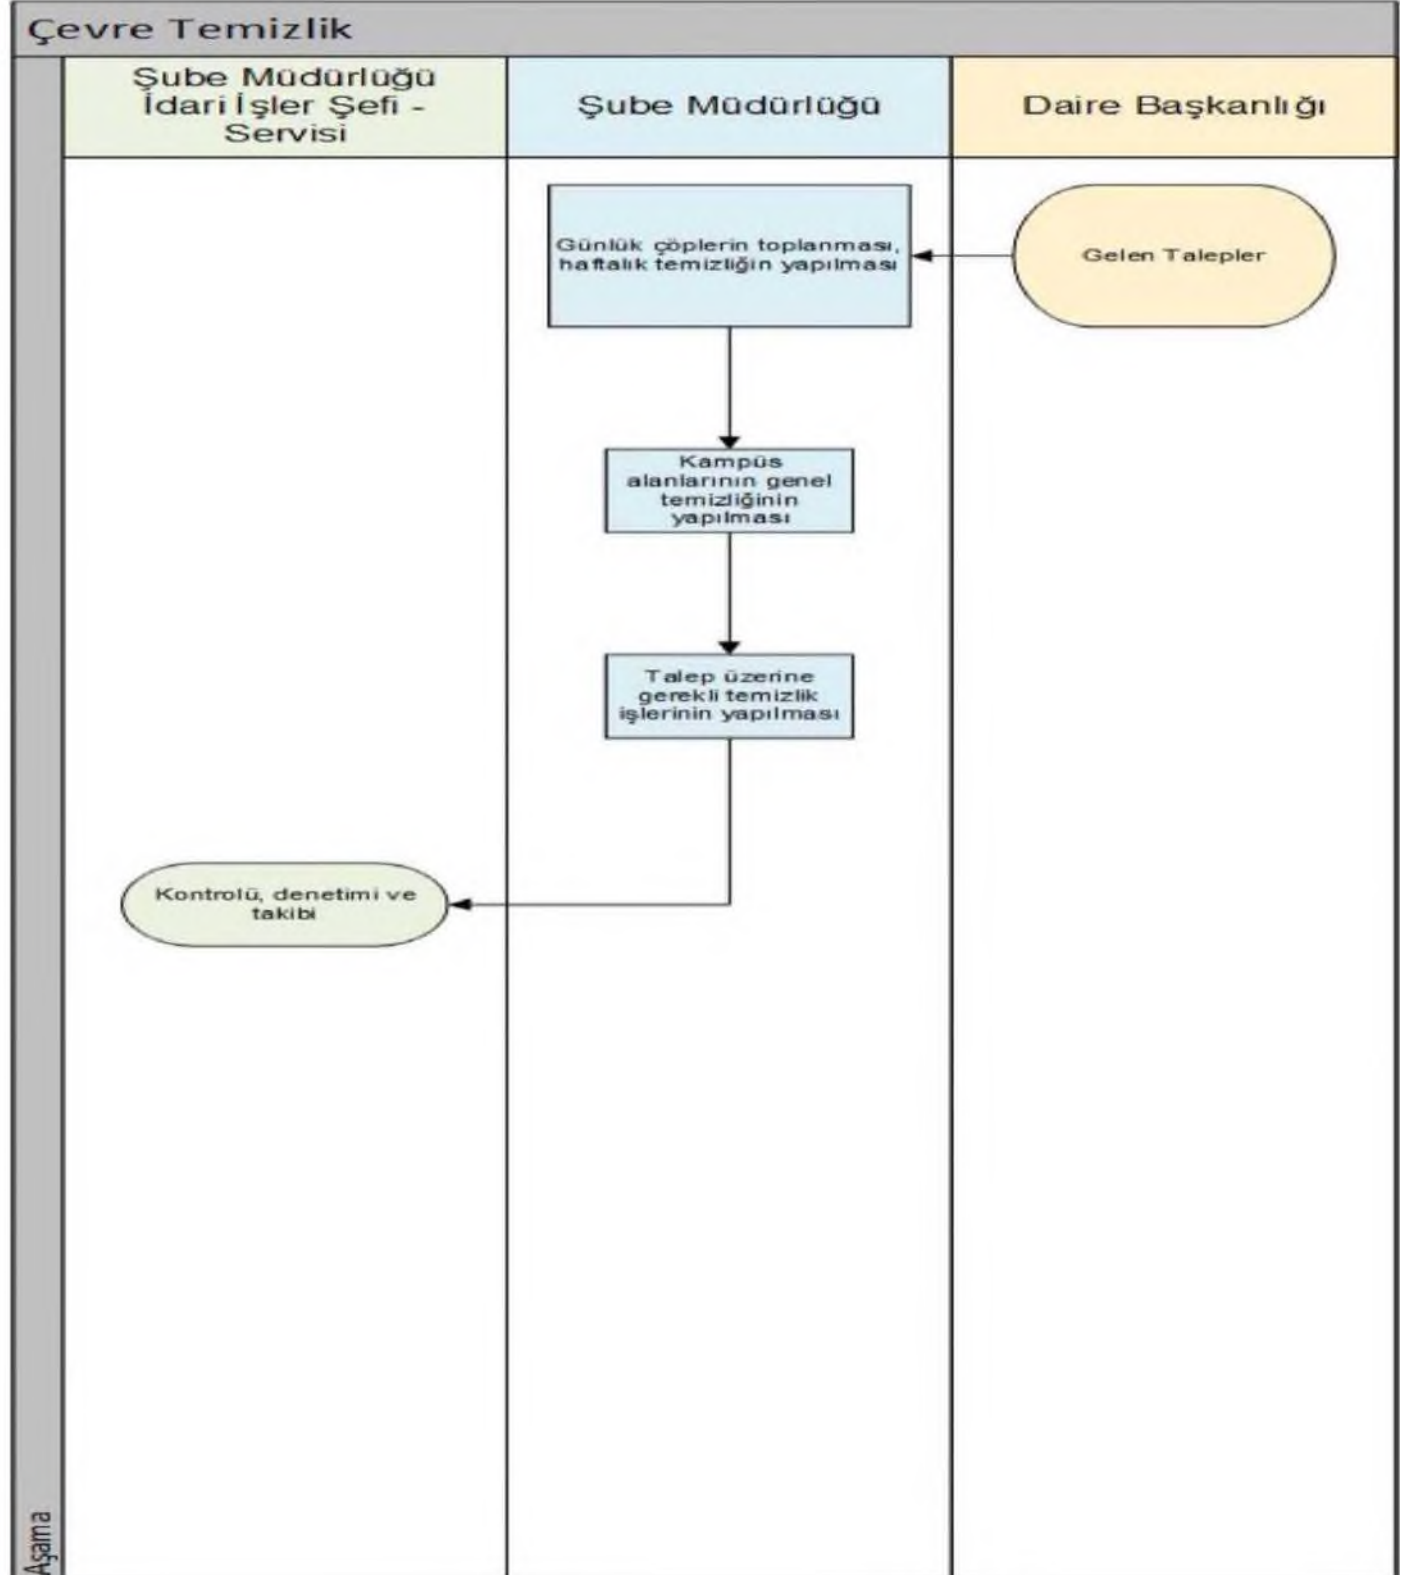 Çevre Temizlik
Şube Müdürlüğü
İdari İşler Şefi -
Servisi
Şube Müdürlüğü
Daire Başkanlığı
Günlük çöplerin toplanması,
haftalık temizliğin yapılması
Gelen Talepler
Kampüs
alanlarının genel
temizliğinin
yapılması
Talep üzerine
gerekli temizlik
işlerinin yapılması
Kontrolü, denetimi ve
takibi
Aşama